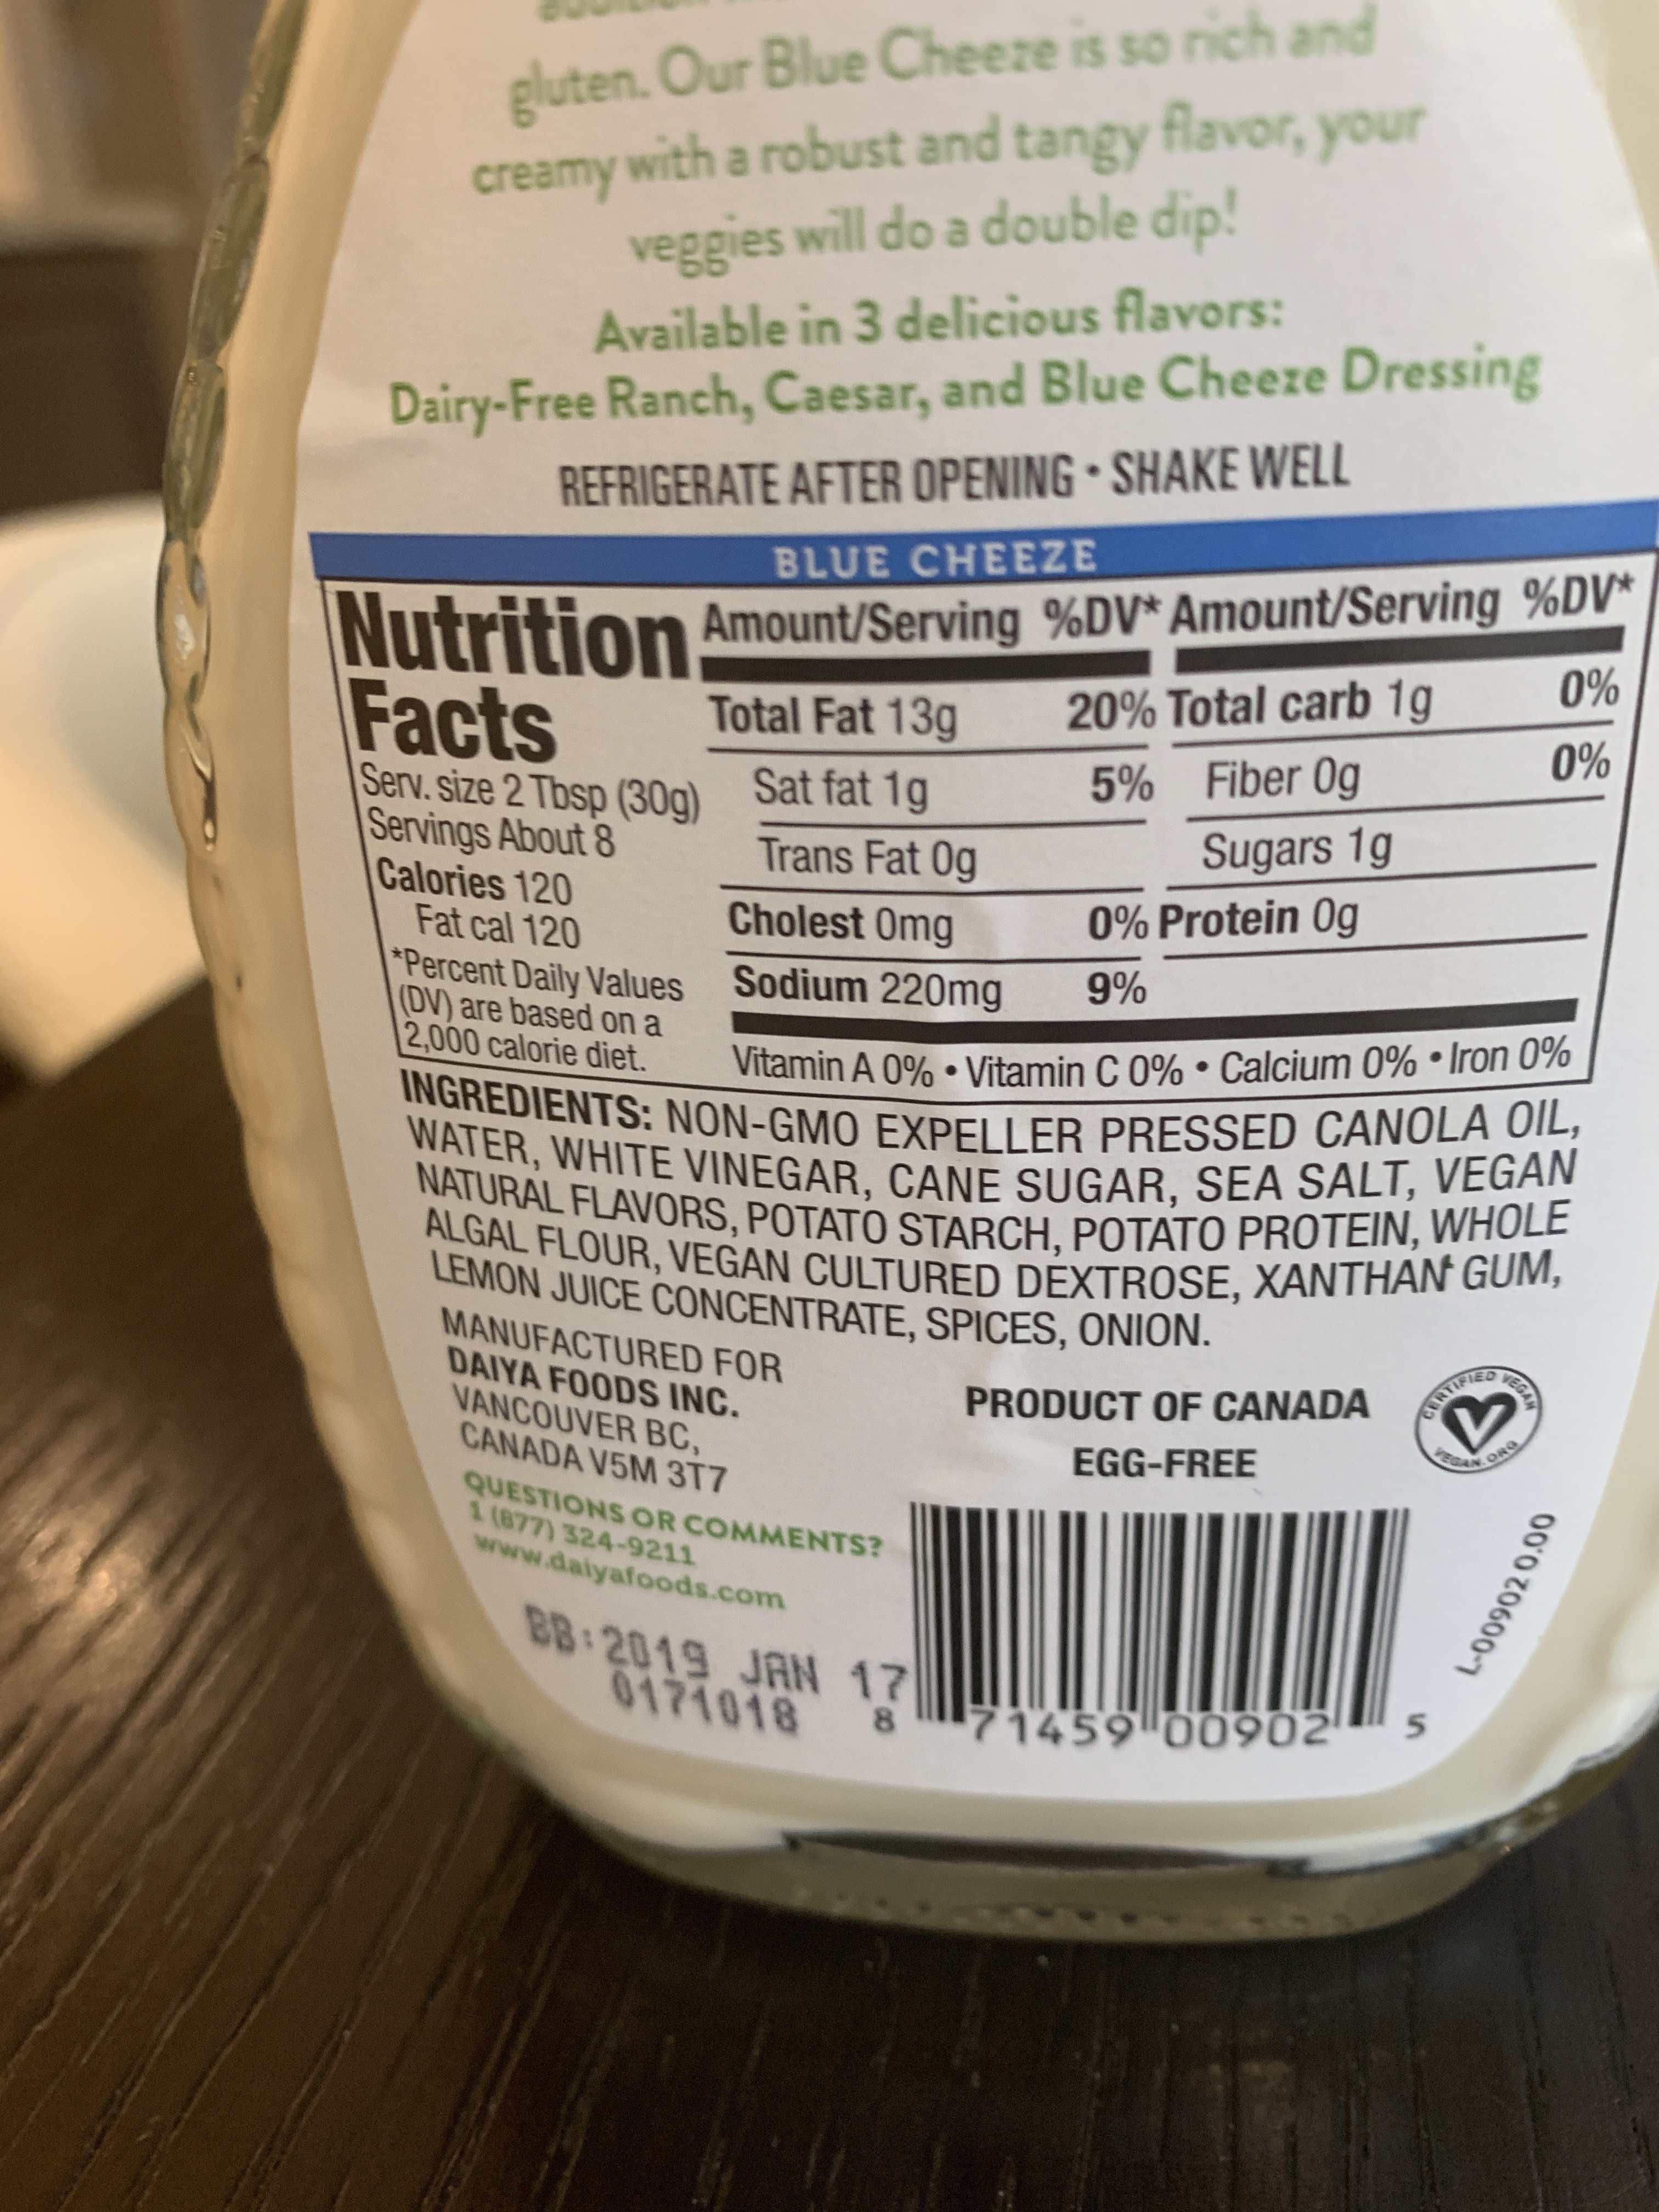 gluten. Our Blue Cheeze is so rich and
creamy with a robust and tangy flavor, your
veggies will do a double dip!
Available in 3 delicious flavors:
Dairy-Free Ranch, Caesar, and Blue Cheeze Dressing
REFRIGERATE AFTER OPENING • SHAKE WELL
BLUE CHEEZE
Nutrition
Facts
Serv. size 2 Tbsp (30g)
Servings About 8
Calories 120
Fat cal 120
*Percent Daily Values
(DV) are based on a
2,000 calorie diet.
Amount/Serving %DV*
Total Fat 13g 20%
Sat fat 1g 5%
Trans Fat 0g
Cholest 0mg 0%
Sodium 220mg 9%
Amount/Serving %DV*
Total carb 1g 0%
Fiber 0g 0%
Sugars 1g
Protein 0g
Vitamin A 0% • Vitamin C 0% • Calcium 0% • Iron 0%
INGREDIENTS: NON-GMO EXPELLER PRESSED CANOLA OIL,
WATER, WHITE VINEGAR, CANE SUGAR, SEA SALT, VEGAN
NATURAL FLAVORS, POTATO STARCH, POTATO PROTEIN, WHOLE
ALGAL FLOUR, VEGAN CULTURED DEXTROSE, XANTHAN GUM,
LEMON JUICE CONCENTRATE, SPICES, ONION.
MANUFACTURED FOR
DAIYA FOODS INC.
VANCOUVER BC,
CANADA V5M 3T7
QUESTIONS OR COMMENTS?
1 (877) 324-9211
www.daiyafoods.com
BB:2019 JAN 17
0171018
PRODUCT OF CANADA
EGG-FREE
CERTIFIED VEGAN
V
VEGAN.ORG
8 71459 00902 5
L-00902 0.00